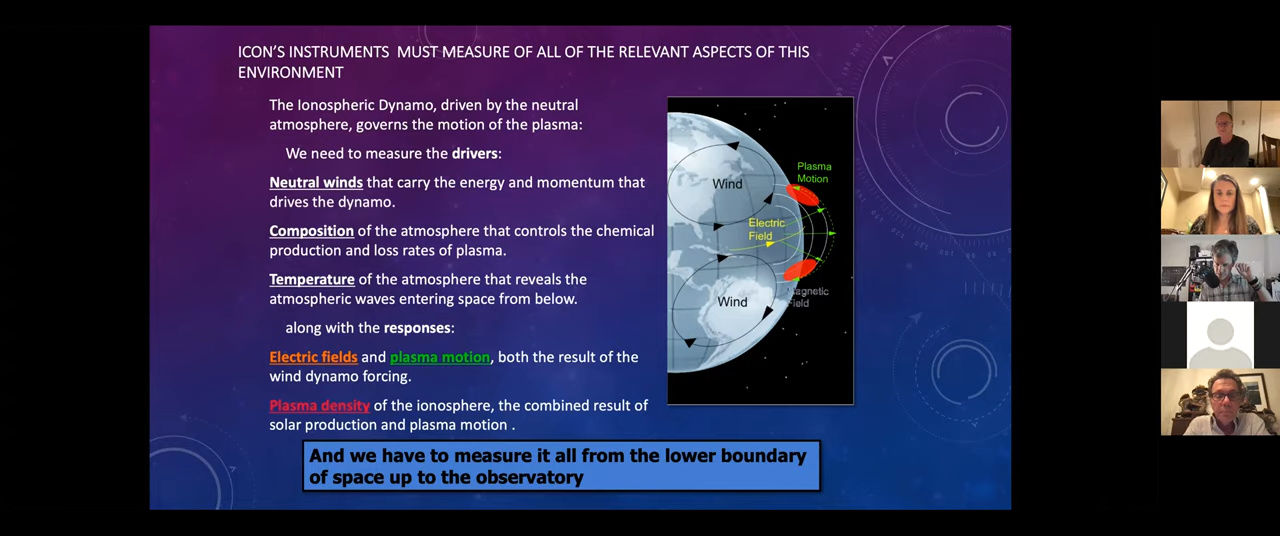 ICON'S INSTRUMENTS MUST MEASURE OF ALL OF THE RELEVANT ASPECTS OF THIS
ENVIRONMENT
The Ionospheric Dynamo, driven by the neutral
atmosphere, governs the motion of the plasma:
We need to measure the drivers:
Neutral winds that carry the energy and momentum that
drives the dynamo.
Composition of the atmosphere that controls the chemical
production and loss rates of plasma.
Temperature of the atmosphere that reveals the
atmospheric waves entering space from below.
along with the responses:
Electric fields and plasma motion, both the result of the
wind dynamo forcing.
Plasma density of the ionosphere, the combined result of
solar production and plasma motion .
And we have to measure it all from the lower boundary
of space up to the observatory
Plasma
Motion
Wind
Electric
Field
Wind
Magnetic
Field